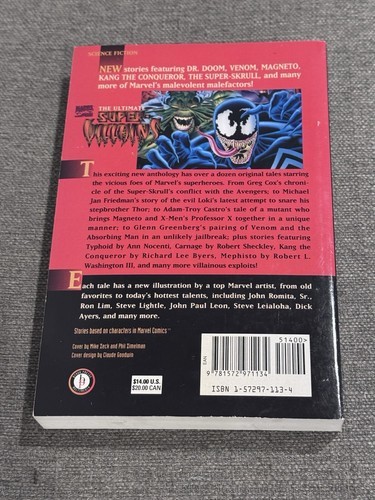 SCIENCE FICTION
NEW stories featuring DR. DOOM, VENOM, MAGNETO,
KANG THE CONQUEROR, THE SUPER-SKRULL, and many
more of Marvel's malevolent malefactors!
MARVEL
THE ULTIMATE
SUPER
VILLAINS
This exciting new anthology has over a dozen original tales starring
the vicious foes of Marvel's superheroes. From Greg Cox's chroni-
cle of the Super-Skrull's conflict with the Avengers; to Michael
Jan Friedman's story of the evil Loki's latest attempt to snare his
stepbrother Thor; to Adam-Troy Castro's tale of a mutant who
brings Magneto and X-Men's Professor X together in a unique
manner; to Glenn Greenberg's pairing of Venom and the
Absorbing Man in an unlikely jailbreak; plus stories featuring
Typhoid by Ann Nocenti, Carnage by Robert Sheckley, Kang the
Conqueror by Richard Lee Byers, Mephisto by Robert L.
Washington III, and many more villainous exploits!
Each tale has a new illustration by a top Marvel artist, from old
favorites to today's hottest talents, including John Romita, Sr.,
Ron Lim, Steve Lightle, John Paul Leon, Steve Leialoha, Dick
Ayers, and many more.
Stories based on characters in Marvel Comics™
Cover by Mike Zeck and Phil Zimelman
Cover design by Claude Goodwin
$14.00 U.S.
$20.00 CAN
51400>
EAN
9 781572 971134
ISBN 1-57297-113-4